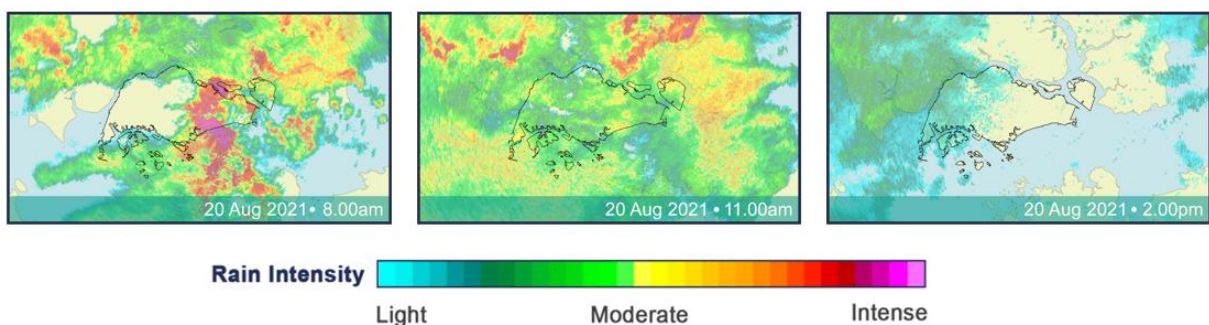 20 Aug 2021 • 8.00am
20 Aug 2021 • 11.00am
20 Aug 2021 • 2.00pm
Rain Intensity
Light Moderate Intense